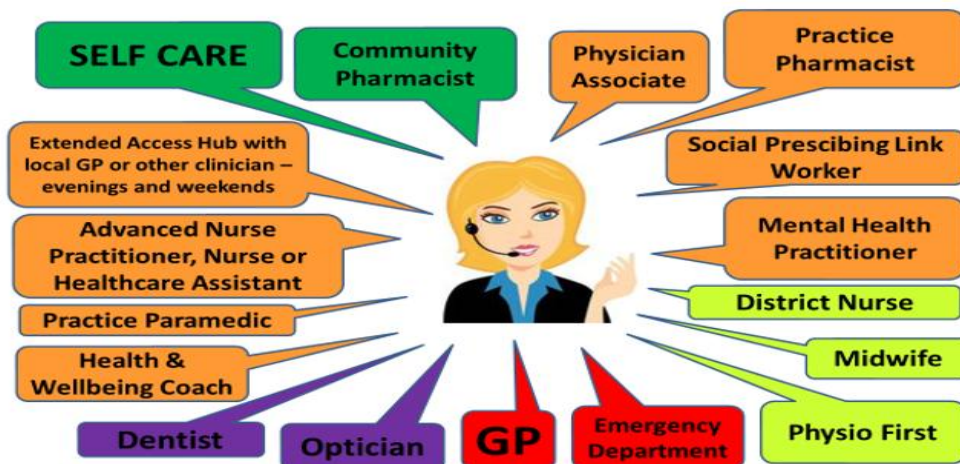 SELF CARE
Community
Pharmacist
Physician
Associate
Practice
Pharmacist
Extended Access Hub with
local GP or other clinician –
evenings and weekends
Social Prescibing Link
Worker
Advanced Nurse
Practitioner, Nurse or
Healthcare Assistant
Mental Health
Practitioner
Practice Paramedic
District Nurse
Health &
Wellbeing Coach
Midwife
Dentist
Optician
GP
Emergency
Department
Physio First